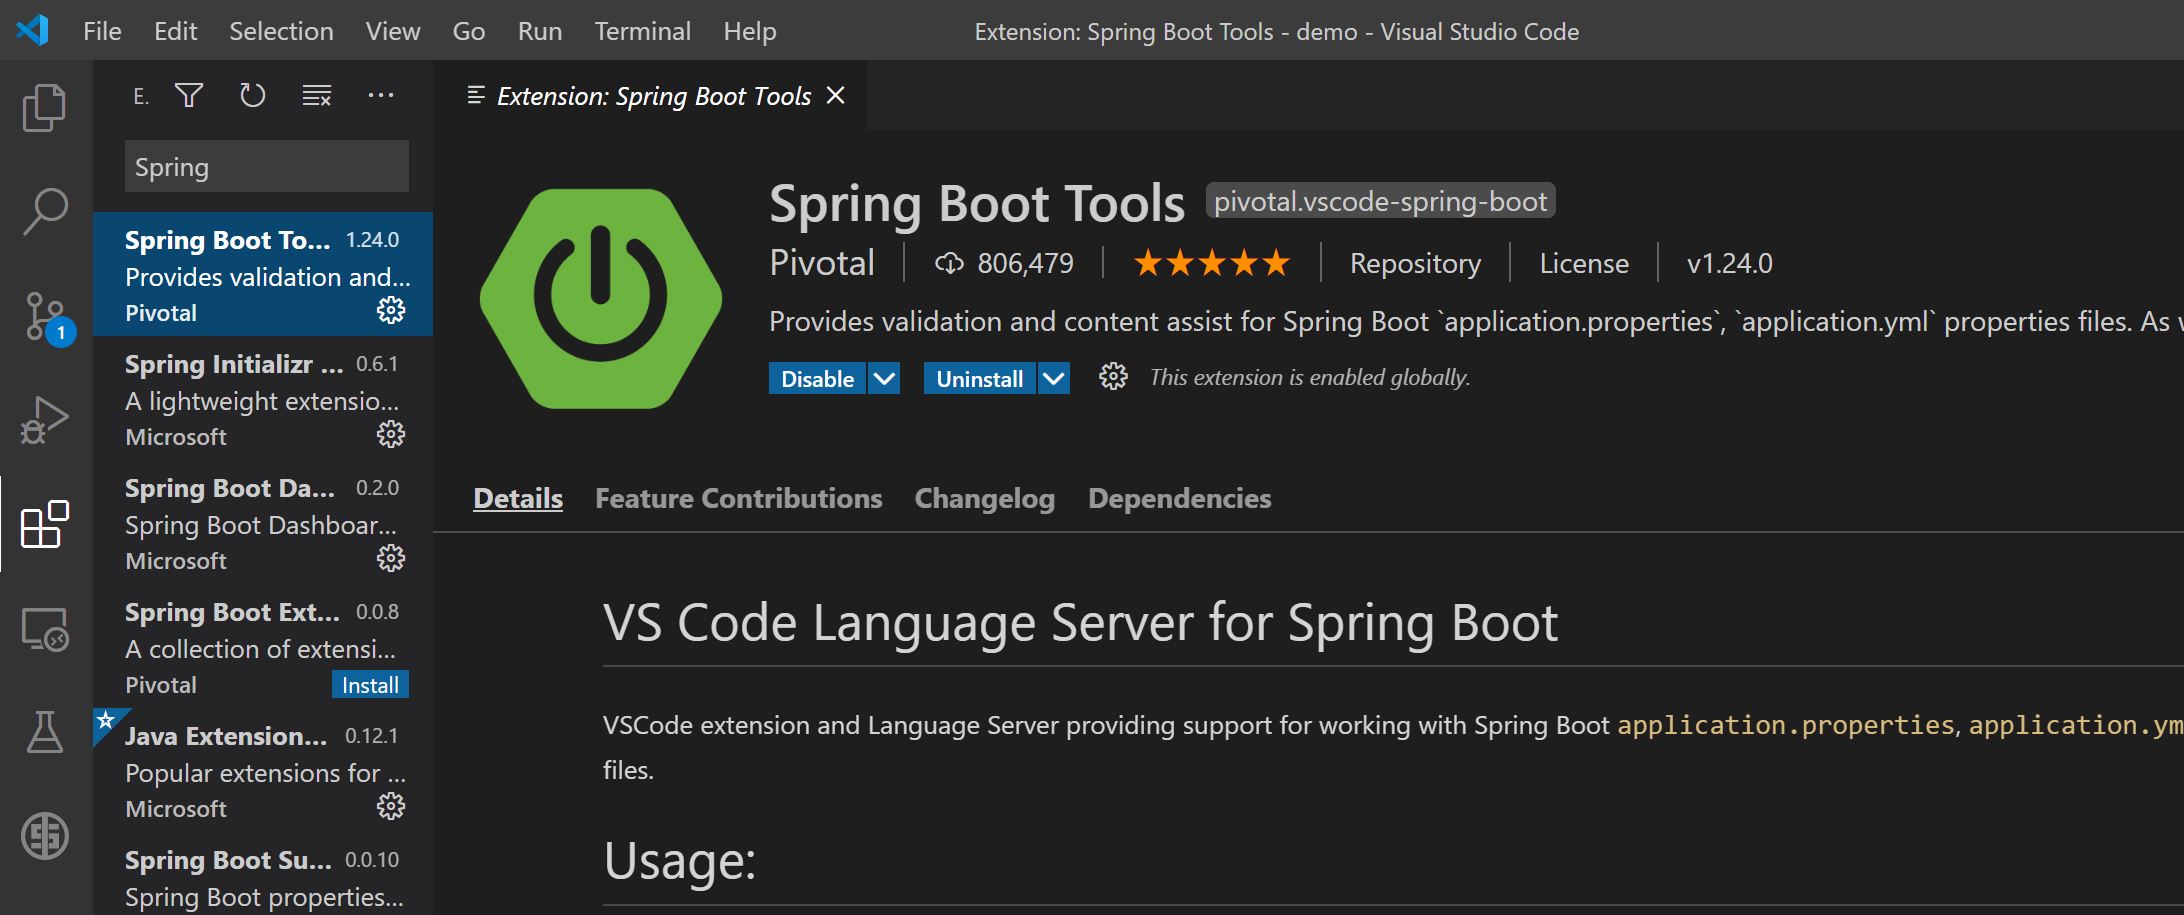 File Edit Selection View Go Run Terminal Help
Extension: Spring Boot Tools - demo - Visual Studio Code
E.
Spring
Spring Boot To... 1.24.0
Provides validation and...
Pivotal
Spring Initializr ... 0.6.1
A lightweight extensio...
Microsoft
Spring Boot Da... 0.2.0
Spring Boot Dashboar...
Microsoft
Spring Boot Ext... 0.0.8
A collection of extensi...
Pivotal Install
Java Extension... 0.12.1
Popular extensions for ...
Microsoft
Spring Boot Su... 0.0.10
Spring Boot properties...
1
Extension: Spring Boot Tools
Spring Boot Tools pivotal.vscode-spring-boot
Pivotal 806,479 Repository License v1.24.0
Provides validation and content assist for Spring Boot `application.properties`, `application.yml` properties files. As
Disable Uninstall This extension is enabled globally.
Details Feature Contributions Changelog Dependencies
VS Code Language Server for Spring Boot
VSCode extension and Language Server providing support for working with Spring Boot application.properties, application.ym
files.
Usage: